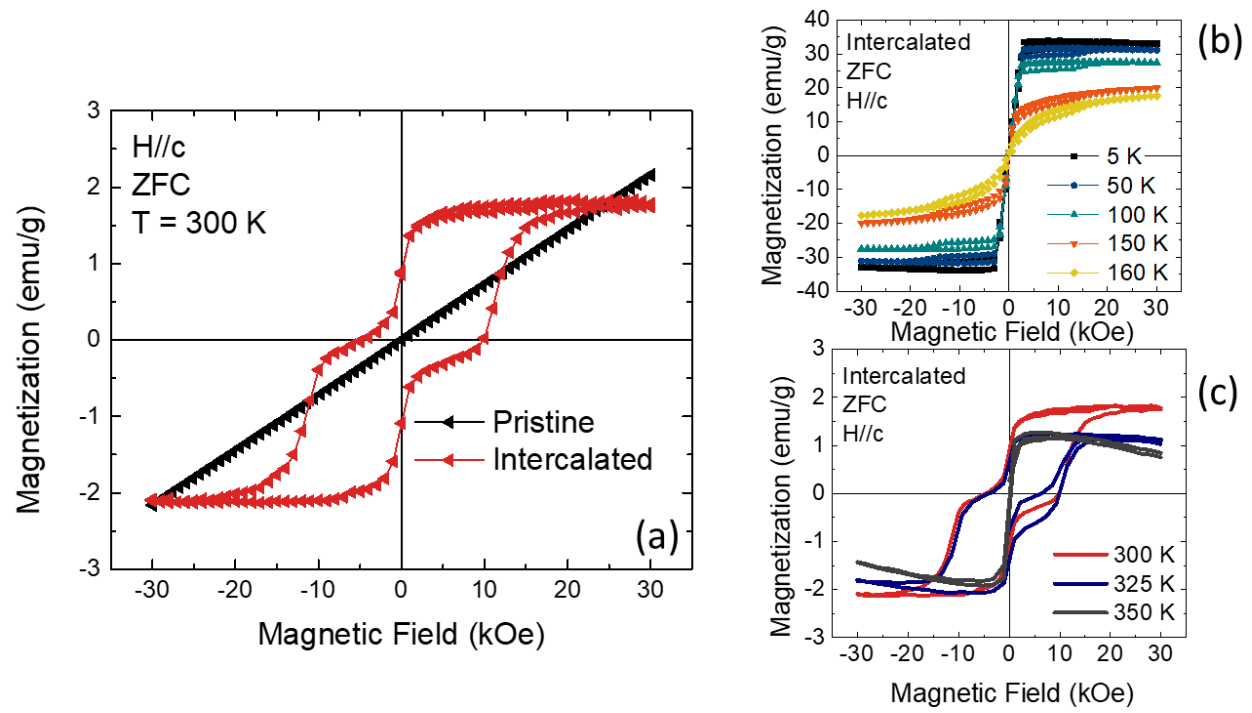 H//c
ZFC
T = 300 K
Pristine
Intercalated
(a)
3
2
1
0
-1
-2
-3
-30
-20
-10
0
10
20
30
Magnetization (emu/g)
Magnetic Field (kOe)
Intercalated
ZFC
H//c
(b)
5 K
50 K
100 K
150 K
160 K
40
30
20
10
0
-10
-20
-30
-40
-30
-20
-10
0
10
20
30
Magnetization (emu/g)
Magnetic Field (kOe)
Intercalated
ZFC
H//c
(c)
300 K
325 K
350 K
3
2
1
0
-1
-2
-3
-30
-20
-10
0
10
20
30
Magnetization (emu/g)
Magnetic Field (kOe)